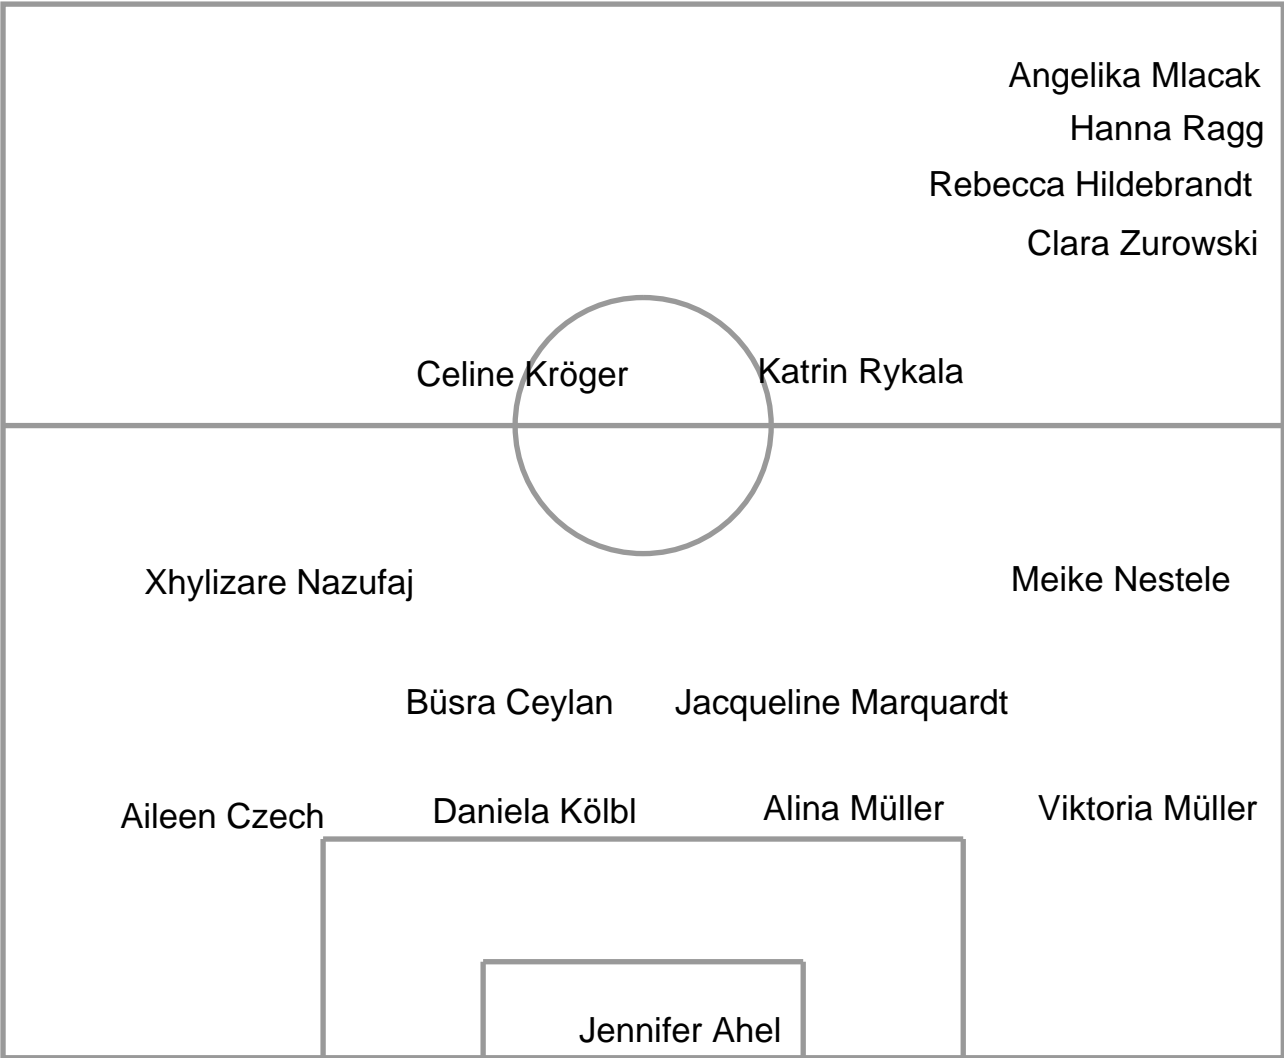 Angelika Mlacak
Hanna Ragg
Rebecca Hildebrandt
Clara Zurowski
Celine Kröger
Katrin Rykala
Xhylizare Nazufaj
Meike Nestele
Büsra Ceylan
Jacqueline Marquardt
Aileen Czech
Daniela Kölbl
Alina Müller
Viktoria Müller
Jennifer Ahel